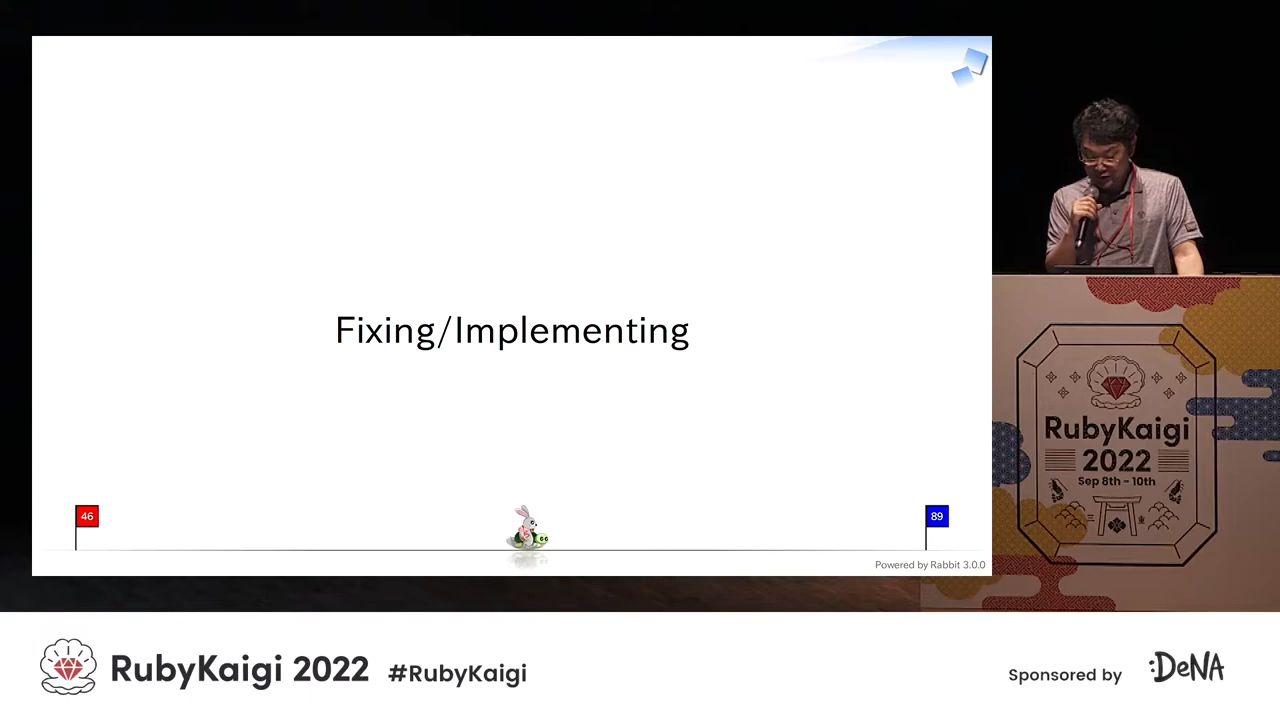 Fixing/Implementing
46
89
Powered by Rabbit 3.0.0
RubyKaigi
2022
Sep 8th - 10th
RubyKaigi 2022 #RubyKaigi
Sponsored by :DeNA